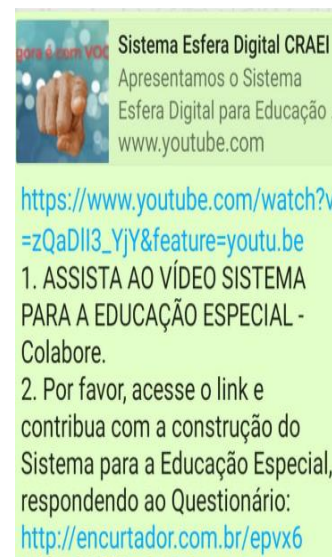 gora é com VOC
Sistema Esfera Digital CRAEI
Apresentamos o Sistema
Esfera Digital para Educação
www.youtube.com
https://www.youtube.com/watch?v
=zQaDlI3_YjY&feature=youtu.be
1. ASSISTA AO VÍDEO SISTEMA
PARA A EDUCAÇÃO ESPECIAL -
Colabore.
2. Por favor, acesse o link e
contribua com a construção do
Sistema para a Educação Especial,
respondendo ao Questionário:
http://encurtador.com.br/epvx6